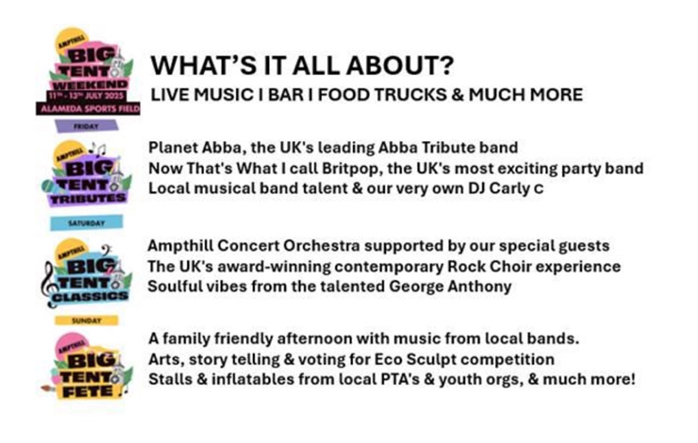 AMPTHILL
BIG
TENT
WEEKEND
11TH - 13TH JULY 2025
ALAMEDA SPORTS FIELD
WHAT'S IT ALL ABOUT?
LIVE MUSIC I BAR I FOOD TRUCKS & MUCH MORE
FRIDAY
AMPTHILL
BIG
TENT
TRIBUTES
Planet Abba, the UK's leading Abba Tribute band
Now That's What I call Britpop, the UK's most exciting party band
Local musical band talent & our very own DJ Carly C
SATURDAY
AMPTHILL
BIG
TENT
CLASSICS
Ampthill Concert Orchestra supported by our special guests
The UK's award-winning contemporary Rock Choir experience
Soulful vibes from the talented George Anthony
SUNDAY
AMPTHILL
BIG
TENT
FETE
A family friendly afternoon with music from local bands.
Arts, story telling & voting for Eco Sculpt competition
Stalls & inflatables from local PTA's & youth orgs, & much more!